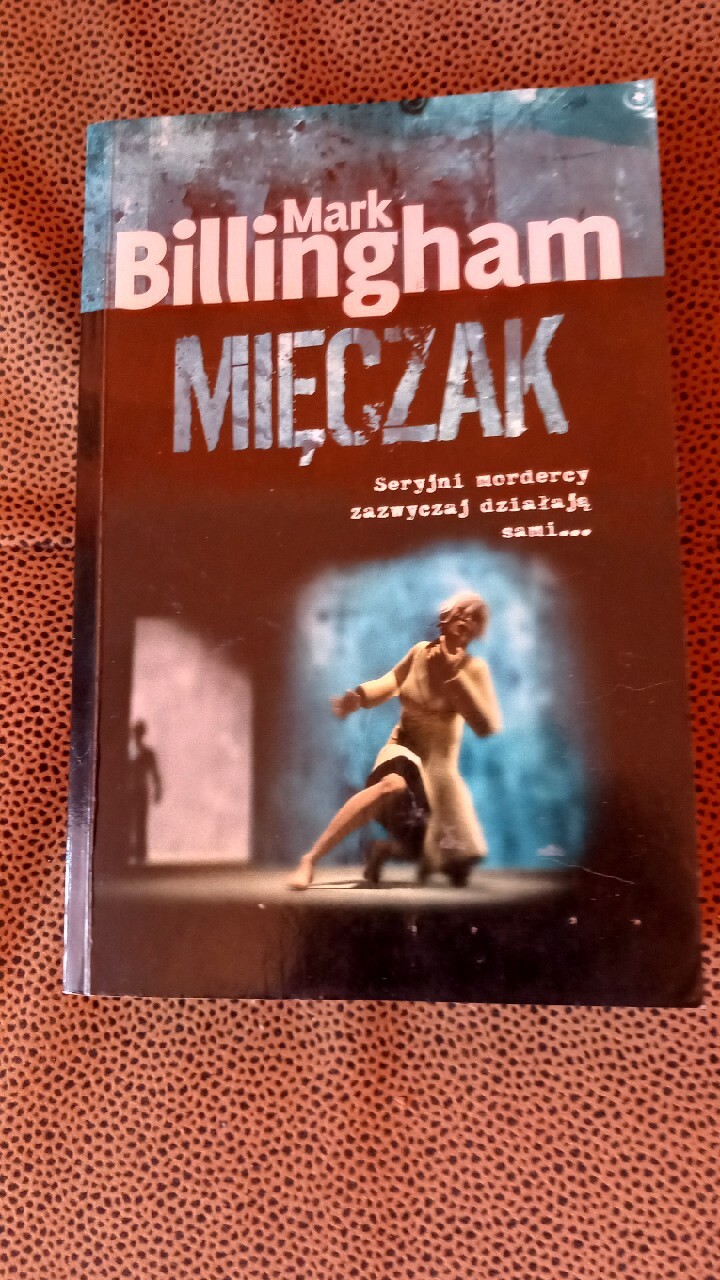 Mark
Billingham
MIĘCZAK
Seryjni mordercy
zazwyczaj działają
sami...